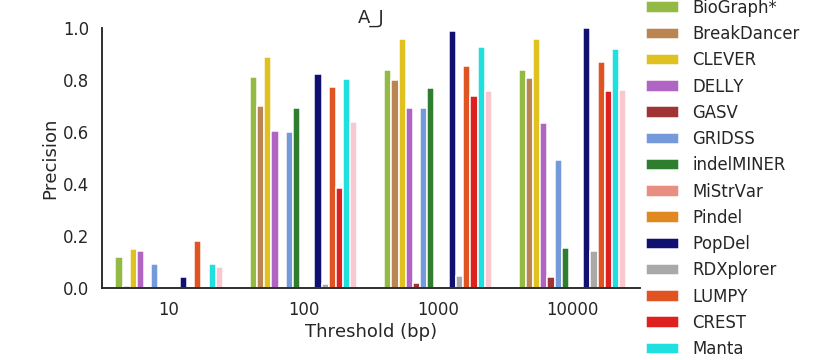 A_J
1.0
0.8
0.6
0.4
0.2
0.0
Precision
10
100
1000
10000
Threshold (bp)
BioGraph*
BreakDancer
CLEVER
DELLY
GASV
GRIDSS
indelMINER
MiStrVar
Pindel
PopDel
RDXplorer
LUMPY
CREST
Manta